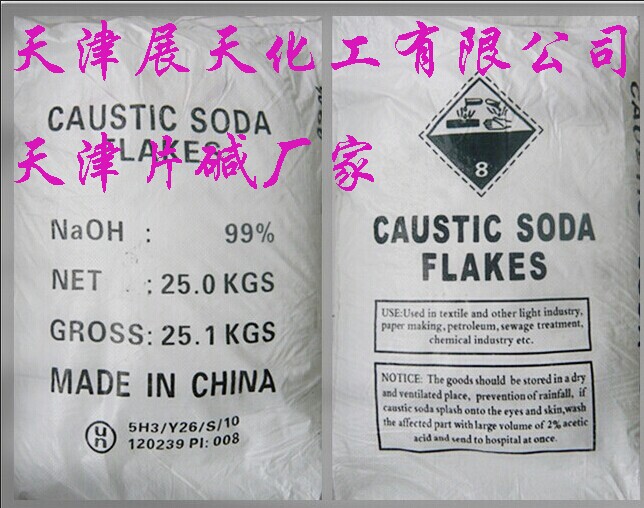 天津展天化工有限公司
天津片碱厂家
CAUSTIC SODA
FLAKES
NaOH : 99%
NET : 25.0 KGS
GROSS: 25.1 KGS
MADE IN CHINA
un
5H3/Y26/S/10
120239 PI: 008
8
CAUSTIC SODA
FLAKES
USE:Used in textile and other light industry,
paper making, petroleum, sewage treatment,
chemical industry etc.
NOTICE: The goods should be stored in a dry
and ventilated place, prevention of rainfall, if
caustic soda splash onto the eyes and skin,wash
the affected part with large volume of 2% acetic
acid and send to hospital at once.